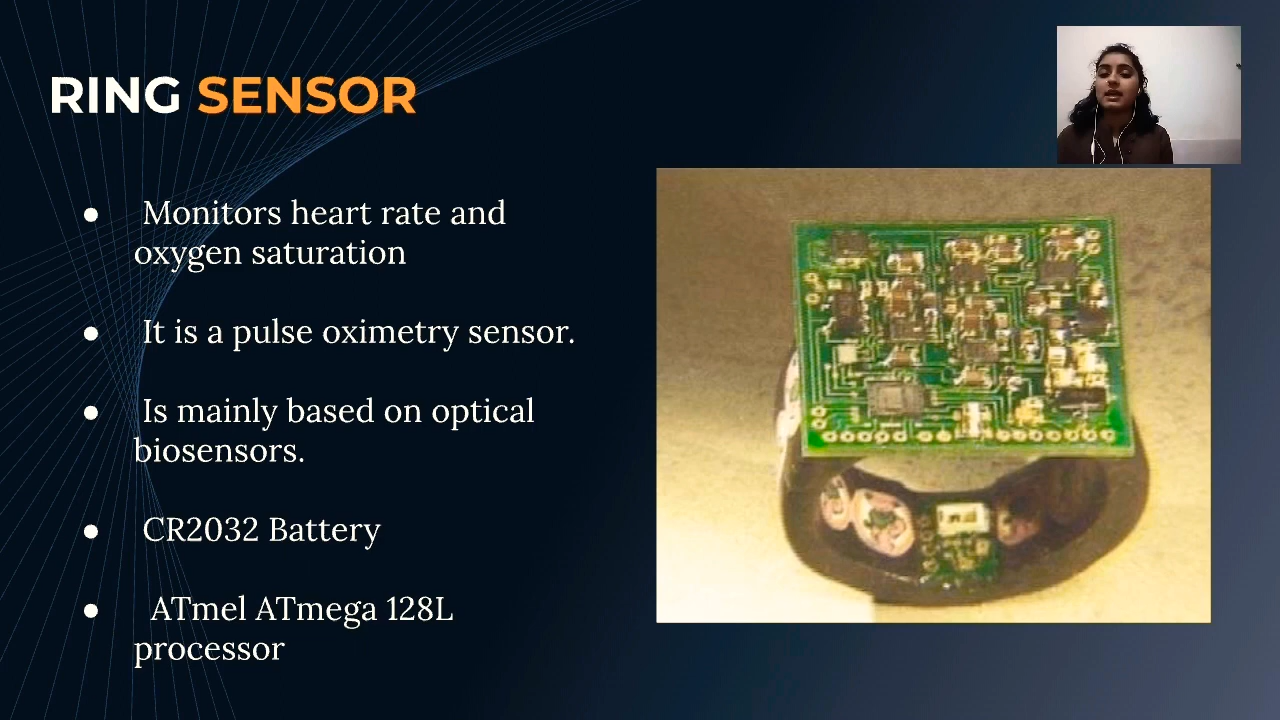 RING SENSOR
● Monitors heart rate and
oxygen saturation
● It is a pulse oximetry sensor.
● Is mainly based on optical
biosensors.
● CR2032 Battery
● ATmel ATmega 128L
processor